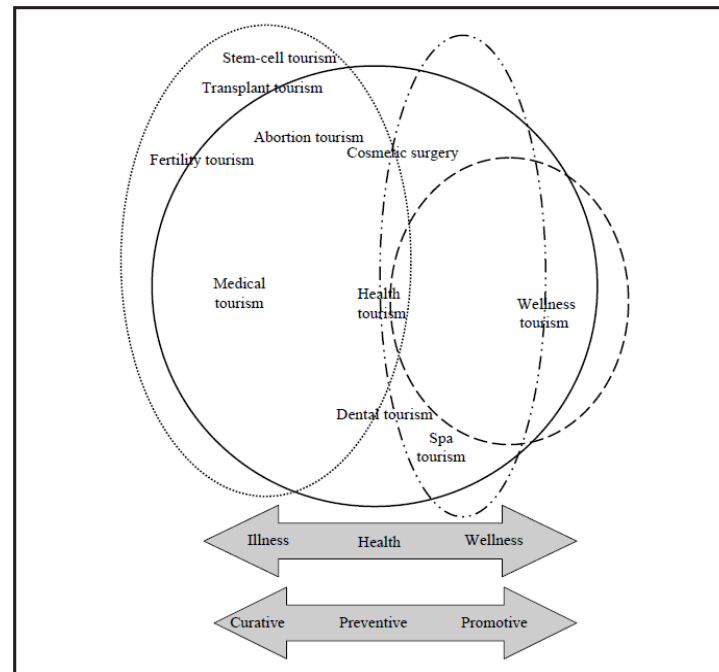 Stem-cell tourism
Transplant tourism
Abortion tourism
Cosmetic surgery
Fertility tourism
Medical
tourism
Health
tourism
Wellness
tourism
Dental tourism
Spa
tourism
Illness Health Wellness
Curative Preventive Promotive